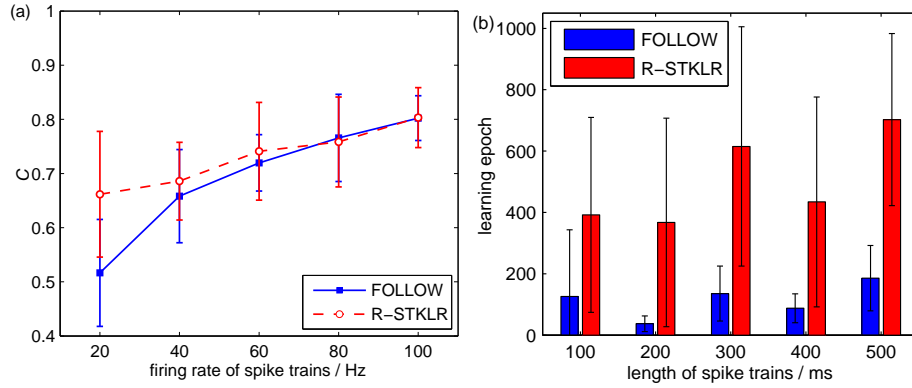 (a)
1
0.9
0.8
0.7
0.6
0.5
0.4
C
20
40
60
80
100
firing rate of spike trains / Hz
FOLLOW
R-STKLR
(b)
1000
800
600
400
200
0
learning epoch
100
200
300
400
500
length of spike trains / ms
FOLLOW
R-STKLR